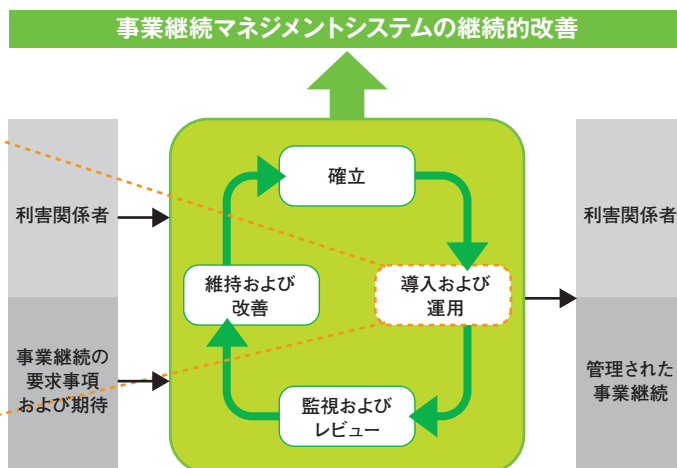 事業継続マネジメントシステムの継続的改善
利害関係者
事業継続の
要求事項
および期待
確立
導入および
運用
監視および
レビュー
維持および
改善
利害関係者
管理された
事業継続